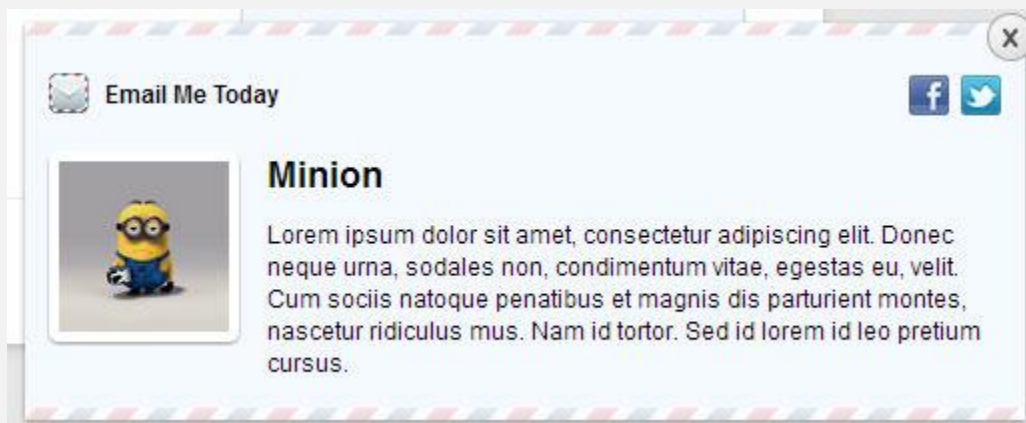 x
Email Me Today
f
Minion
Lorem ipsum dolor sit amet, consectetur adipiscing elit. Donec
neque urna, sodales non, condimentum vitae, egestas eu, velit.
Cum sociis natoque penatibus et magnis dis parturient montes,
nascetur ridiculus mus. Nam id tortor. Sed id lorem id leo pretium
cursus.